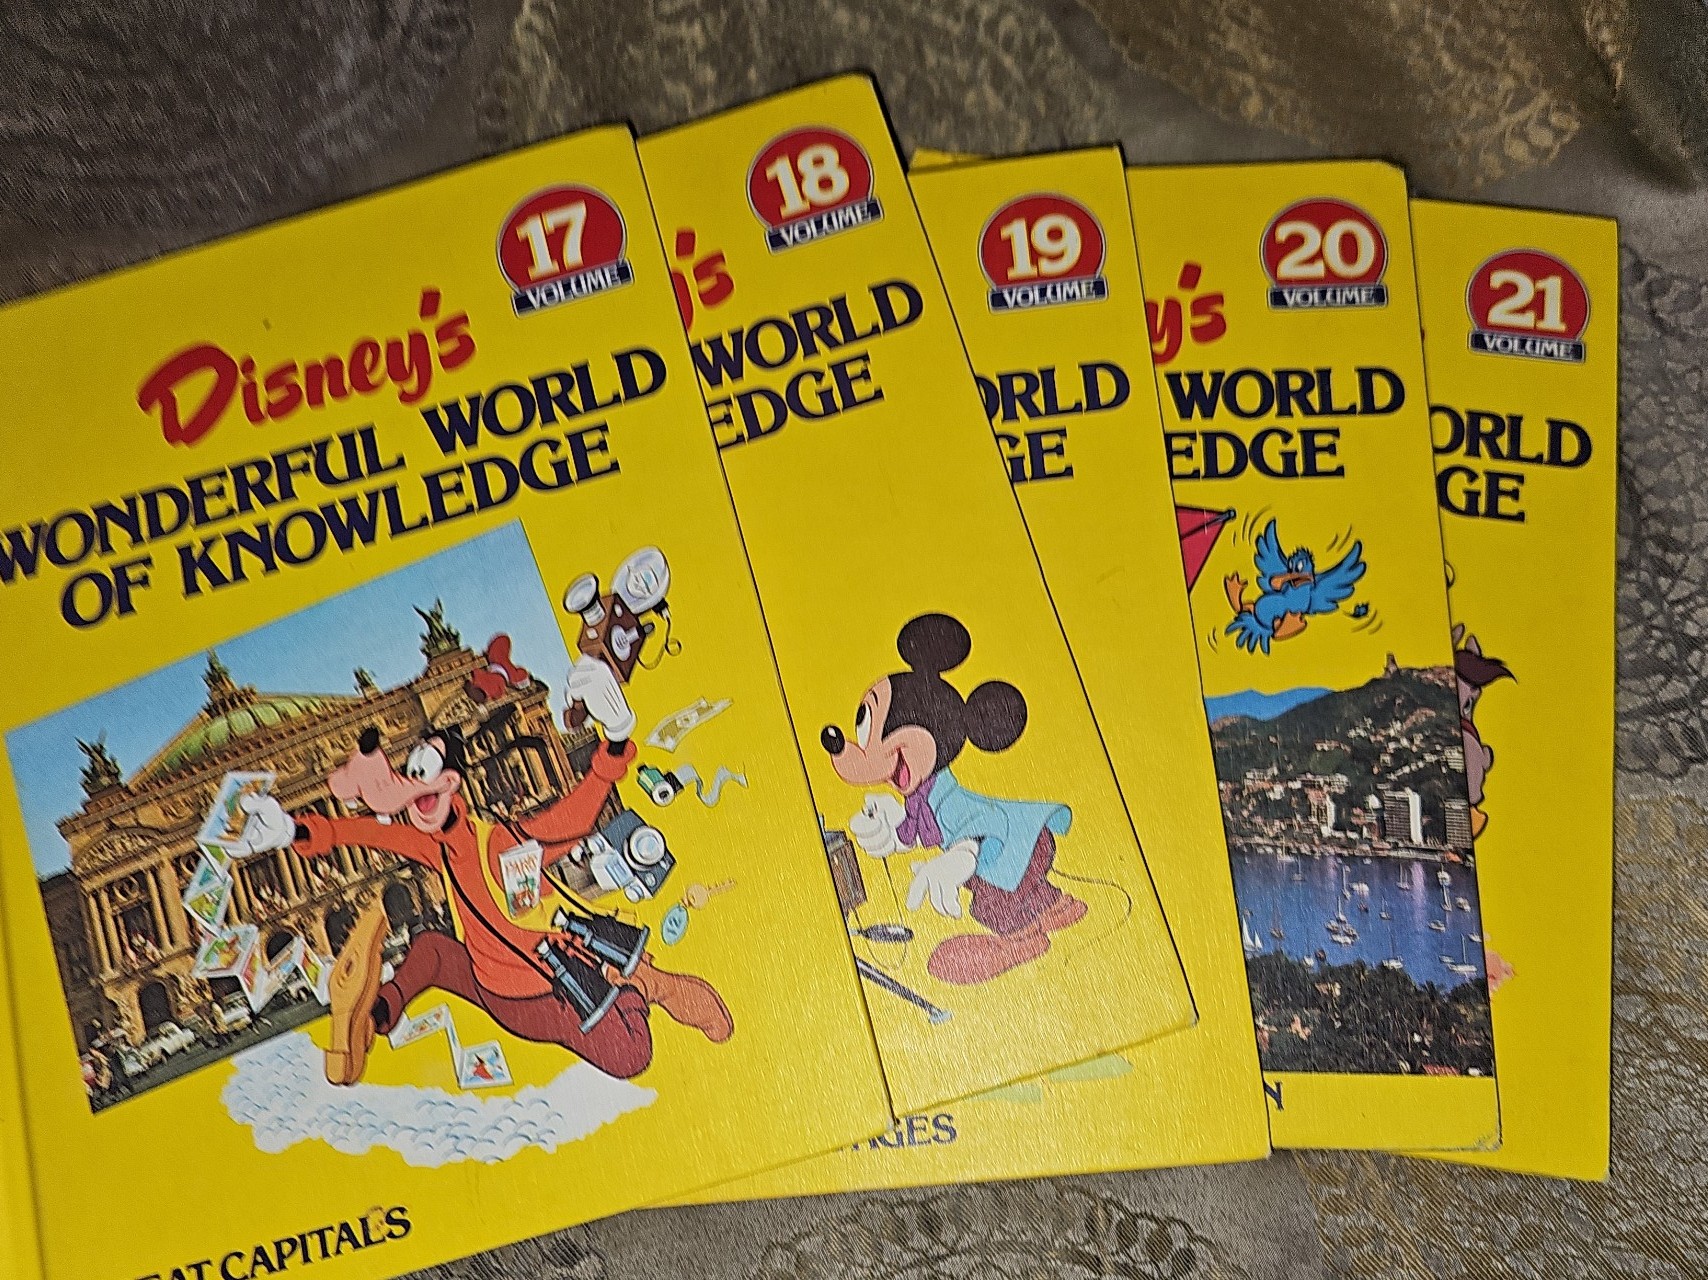 17
VOLUME
Disney's
WONDERFUL WORLD
OF KNOWLEDGE
EAT CAPITALS
18
VOLUME
y's
WORLD
EDGE
19
VOLUME
ORLD
GE
AGES
20
VOLUME
y's
WORLD
EDGE
N
21
VOLUME
ORLD
GE